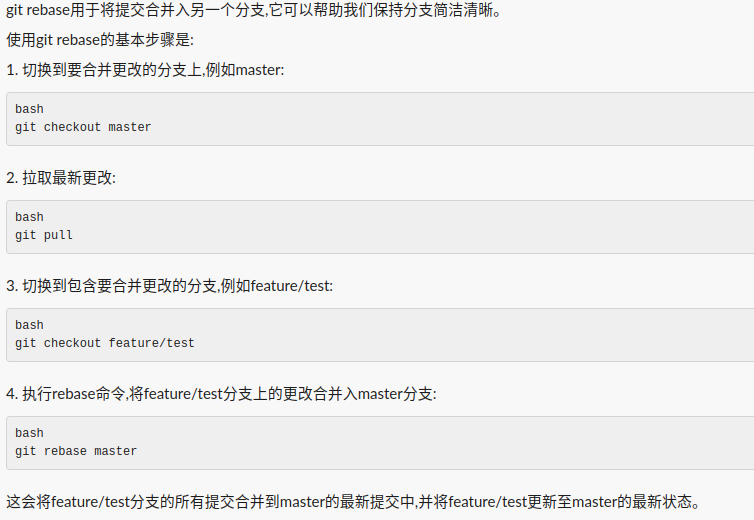 git rebase用于将提交合并入另一个分支,它可以帮助我们保持分支简洁清晰。
使用git rebase的基本步骤是:
1. 切换到要合并更改的分支上,例如master:
bash
git checkout master
2. 拉取最新更改:
bash
git pull
3. 切换到包含要合并更改的分支,例如feature/test:
bash
git checkout feature/test
4. 执行rebase命令,将feature/test分支上的更改合并入master分支:
bash
git rebase master
这会将feature/test分支的所有提交合并到master的最新提交中,并将feature/test更新至master的最新状态。